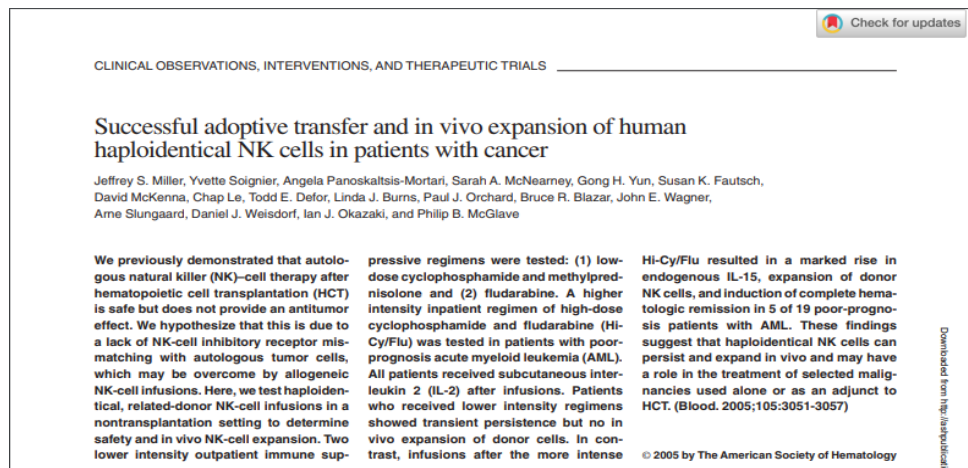 Check for updates
CLINICAL OBSERVATIONS, INTERVENTIONS, AND THERAPEUTIC TRIALS
Successful adoptive transfer and in vivo expansion of human
haploidentical NK cells in patients with cancer
Jeffrey S. Miller, Yvette Soignier, Angela Panoskaltsis-Mortari, Sarah A. McNearney, Gong H. Yun, Susan K. Fautsch,
David McKenna, Chap Le, Todd E. Defor, Linda J. Burns, Paul J. Orchard, Bruce R. Blazar, John E. Wagner,
Arne Slungaard, Daniel J. Weisdorf, Ian J. Okazaki, and Philip B. McGlave
We previously demonstrated that autolo-
gous natural killer (NK)–cell therapy after
hematopoietic cell transplantation (HCT)
is safe but does not provide an antitumor
effect. We hypothesize that this is due to
a lack of NK-cell inhibitory receptor mis-
matching with autologous tumor cells,
which may be overcome by allogeneic
NK-cell infusions. Here, we test haploiden-
tical, related-donor NK-cell infusions in a
nontransplantation setting to determine
safety and in vivo NK-cell expansion. Two
lower intensity outpatient immune sup-
pressive regimens were tested: (1) low-
dose cyclophosphamide and methylpred-
nisolone and (2) fludarabine. A higher
intensity inpatient regimen of high-dose
cyclophosphamide and fludarabine (Hi-
Cy/Flu) was tested in patients with poor-
prognosis acute myeloid leukemia (AML).
All patients received subcutaneous inter-
leukin 2 (IL-2) after infusions. Patients
who received lower intensity regimens
showed transient persistence but no in
vivo expansion of donor cells. In con-
trast, infusions after the more intense
Hi-Cy/Flu resulted in a marked rise in
endogenous IL-15, expansion of donor
NK cells, and induction of complete hema-
tologic remission in 5 of 19 poor-progno-
sis patients with AML. These findings
suggest that haploidentical NK cells can
persist and expand in vivo and may have
a role in the treatment of selected malig-
nancies used alone or as an adjunct to
HCT. (Blood. 2005;105:3051-3057)
© 2005 by The American Society of Hematology
Downloaded from http://ashpublicati